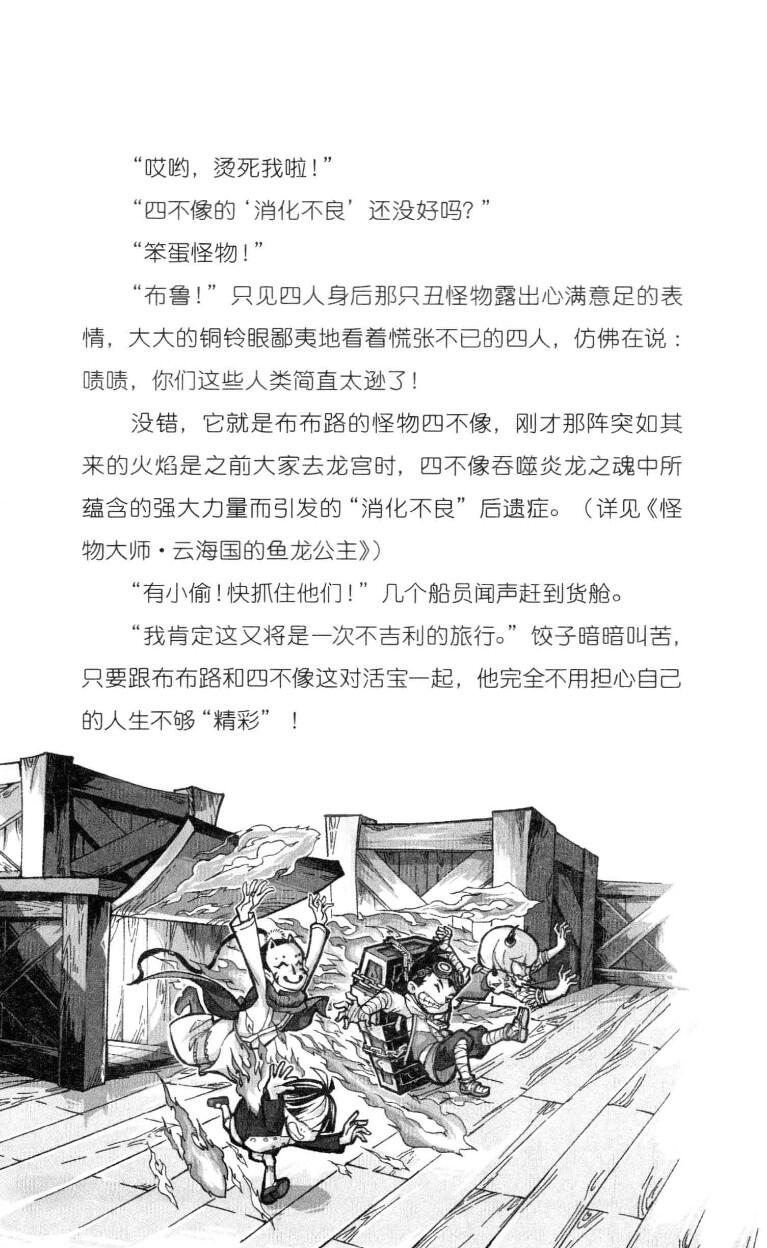 “哎哟，烫死我啦！”
“四不像的‘消化不良’还没好吗？”
“笨蛋怪物！”
“布鲁！”只见四人身后那只丑怪物露出心满意足的表
情，大大的铜铃眼鄙夷地看着慌张不已的四人，仿佛在说：
啧啧，你们这些人类简直太逊了！
没错，它就是布布路的怪物四不像，刚才那阵突如其
来的火焰是之前大家去龙宫时，四不像吞噬炎龙之魂中所
蕴含的强大力量而引发的“消化不良”后遗症。（详见《怪
物大师·云海国的鱼龙公主》）
“有小偷！快抓住他们！”几个船员闻声赶到货舱。
“我肯定这又将是一次不吉利的旅行。”饺子暗暗叫苦，
只要跟布布路和四不像这对活宝一起，他完全不用担心自己
的人生不够“精彩”！